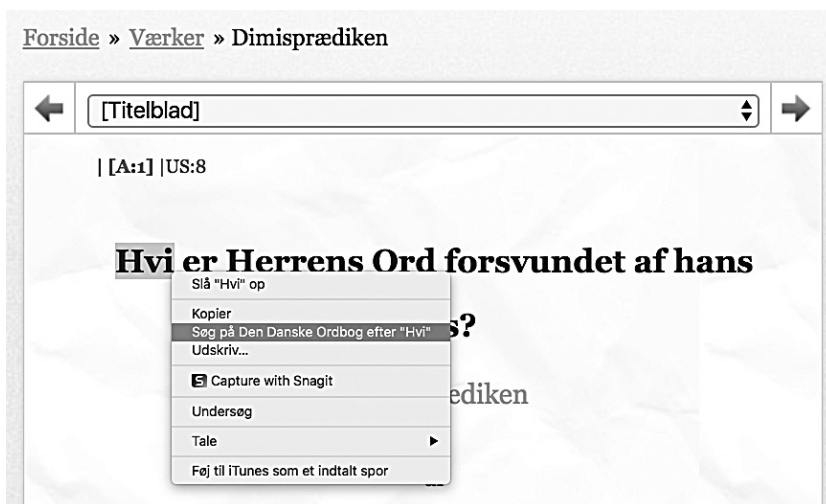 Forside » Værker » Dimisprædiken
[Titelblad]
| [A:1] |US:8
Hvi er Herrens Ord forsvundet af hans
s?
ediken
Slå "Hvi" op
Kopier
Søg på Den Danske Ordbog efter "Hvi"
Udskriv...
Capture with Snagit
Undersøg
Tale
Føj til iTunes som et indtalt spor